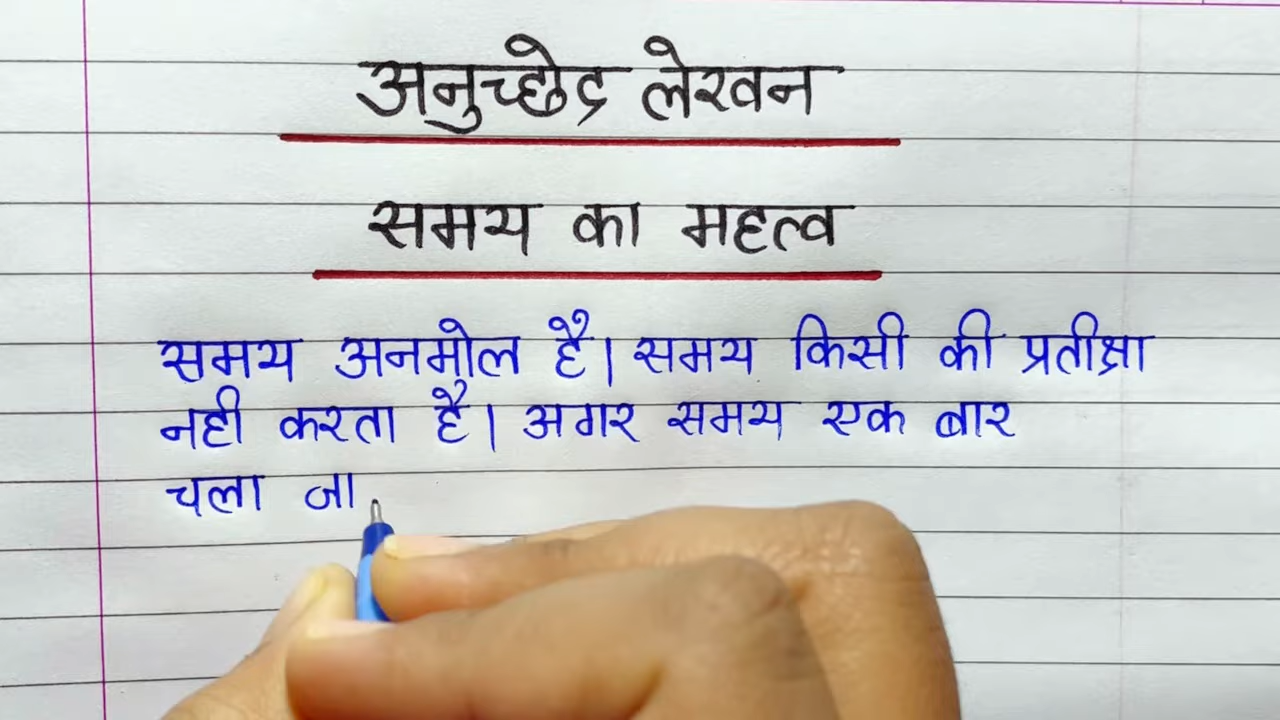 अनुच्छेद लेखन
समय का महत्व
समय अनमोल है। समय किसी की प्रतीक्षा
नही करता है। अगर समय एक बार
चला जा